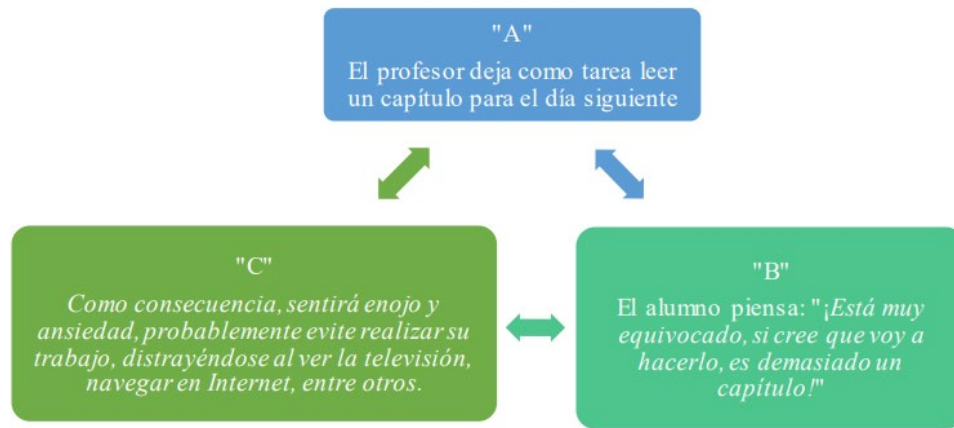 "A"
El profesor deja como tarea leer
un capítulo para el día siguiente
"C"
Como consecuencia, sentirá enojo y
ansiedad, probablemente evite realizar su
trabajo, distrayéndose al ver la televisión,
navegar en Internet, entre otros.
"B"
El alumno piensa: "¡Está muy
equivocado, si cree que voy a
hacerlo, es demasiado un
capítulo!"